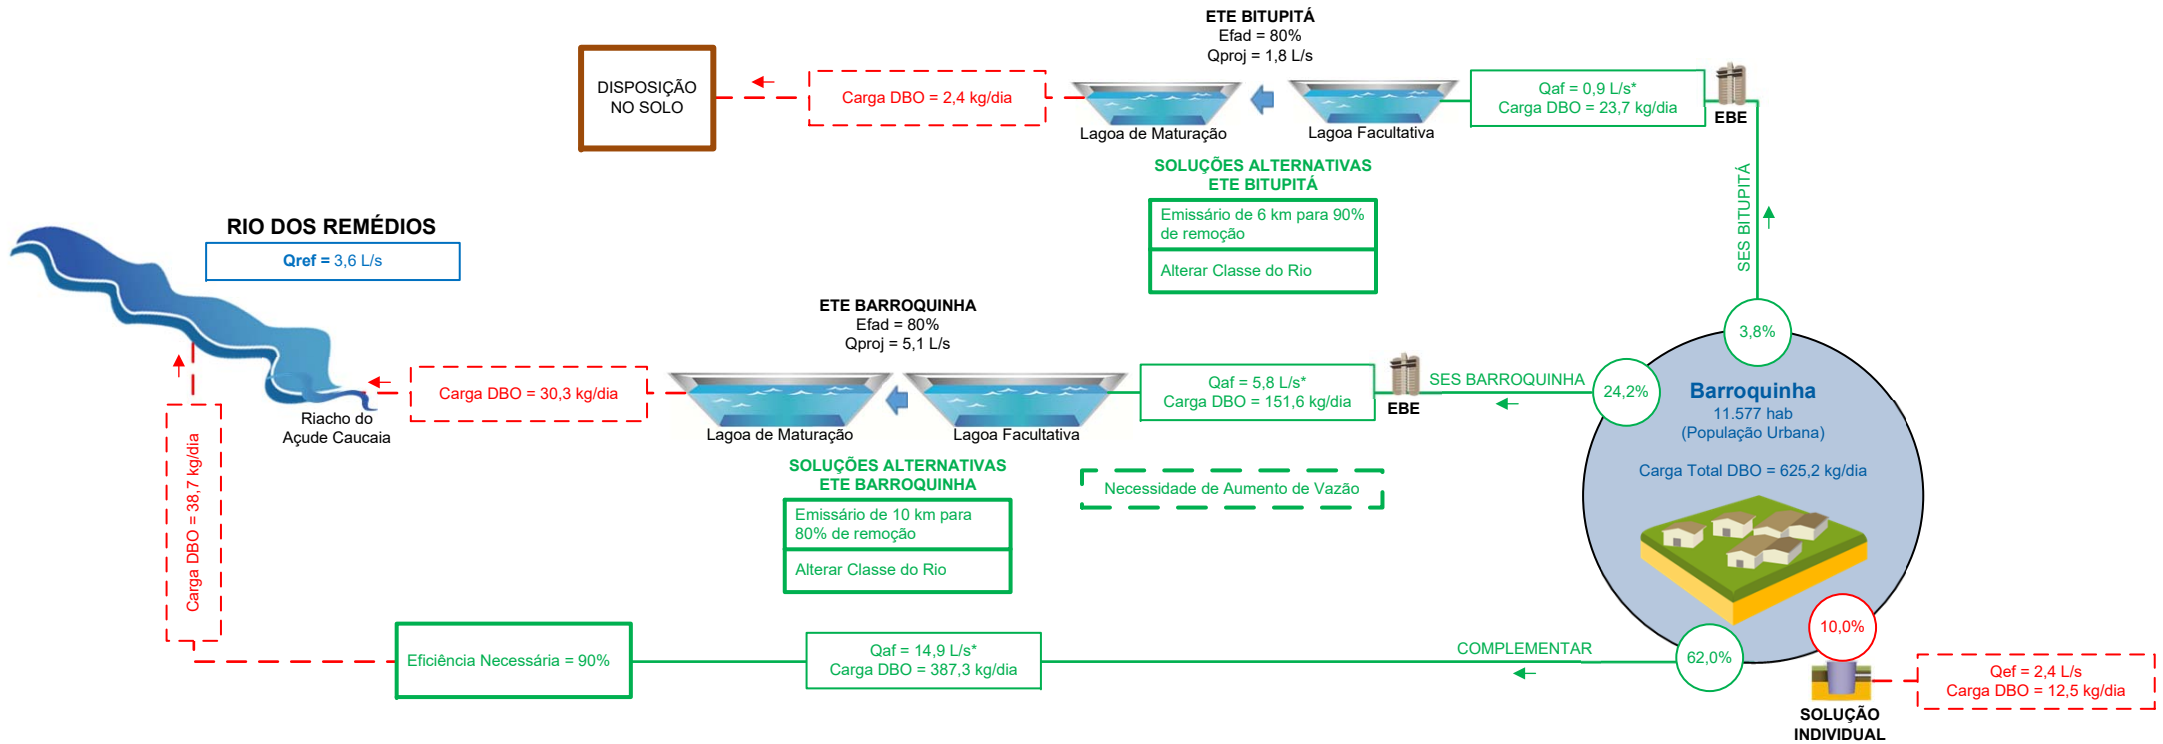 ETE BITUPITÁ
Efad = 80%
Qproj = 1,8 L/s
DISPOSIÇÃO
NO SOLO
Carga DBO = 2,4 kg/dia
Lagoa de Maturação
Lagoa Facultativa
Qaf = 0,9 L/s*
Carga DBO = 23,7 kg/dia
EBE
SOLUÇÕES ALTERNATIVAS
ETE BITUPITÁ
Emissário de 6 km para 90%
de remoção
Alterar Classe do Rio
SES BITUPITÁ
RIO DOS REMÉDIOS
Qref = 3,6 L/s
ETE BARROQUINHA
Efad = 80%
Qproj = 5,1 L/s
Riacho do
Açude Caucaia
Carga DBO = 30,3 kg/dia
Lagoa de Maturação
Lagoa Facultativa
Qaf = 5,8 L/s*
Carga DBO = 151,6 kg/dia
EBE
SES BARROQUINHA
3,8%
24,2%
Barroquinha
11.577 hab
(População Urbana)
Carga Total DBO = 625,2 kg/dia
SOLUÇÕES ALTERNATIVAS
ETE BARROQUINHA
Emissário de 10 km para
80% de remoção
Alterar Classe do Rio
Necessidade de Aumento de Vazão
Carga DBO = 38,7 kg/dia
Eficiência Necessária = 90%
Qaf = 14,9 L/s*
Carga DBO = 387,3 kg/dia
COMPLEMENTAR
62,0%
10,0%
Qef = 2,4 L/s
Carga DBO = 12,5 kg/dia
SOLUÇÃO
INDIVIDUAL